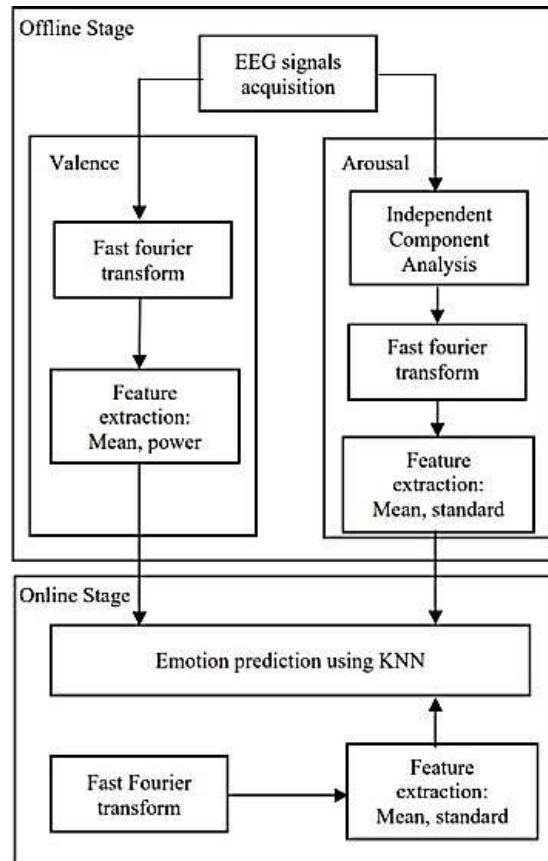 Offline Stage
EEG signals
acquisition
Valence
Fast fourier
transform
Feature
extraction:
Mean, power
Arousal
Independent
Component
Analysis
Fast fourier
transform
Feature
extraction:
Mean, standard
Online Stage
Emotion prediction using KNN
Fast Fourier
transform
Feature
extraction:
Mean, standard